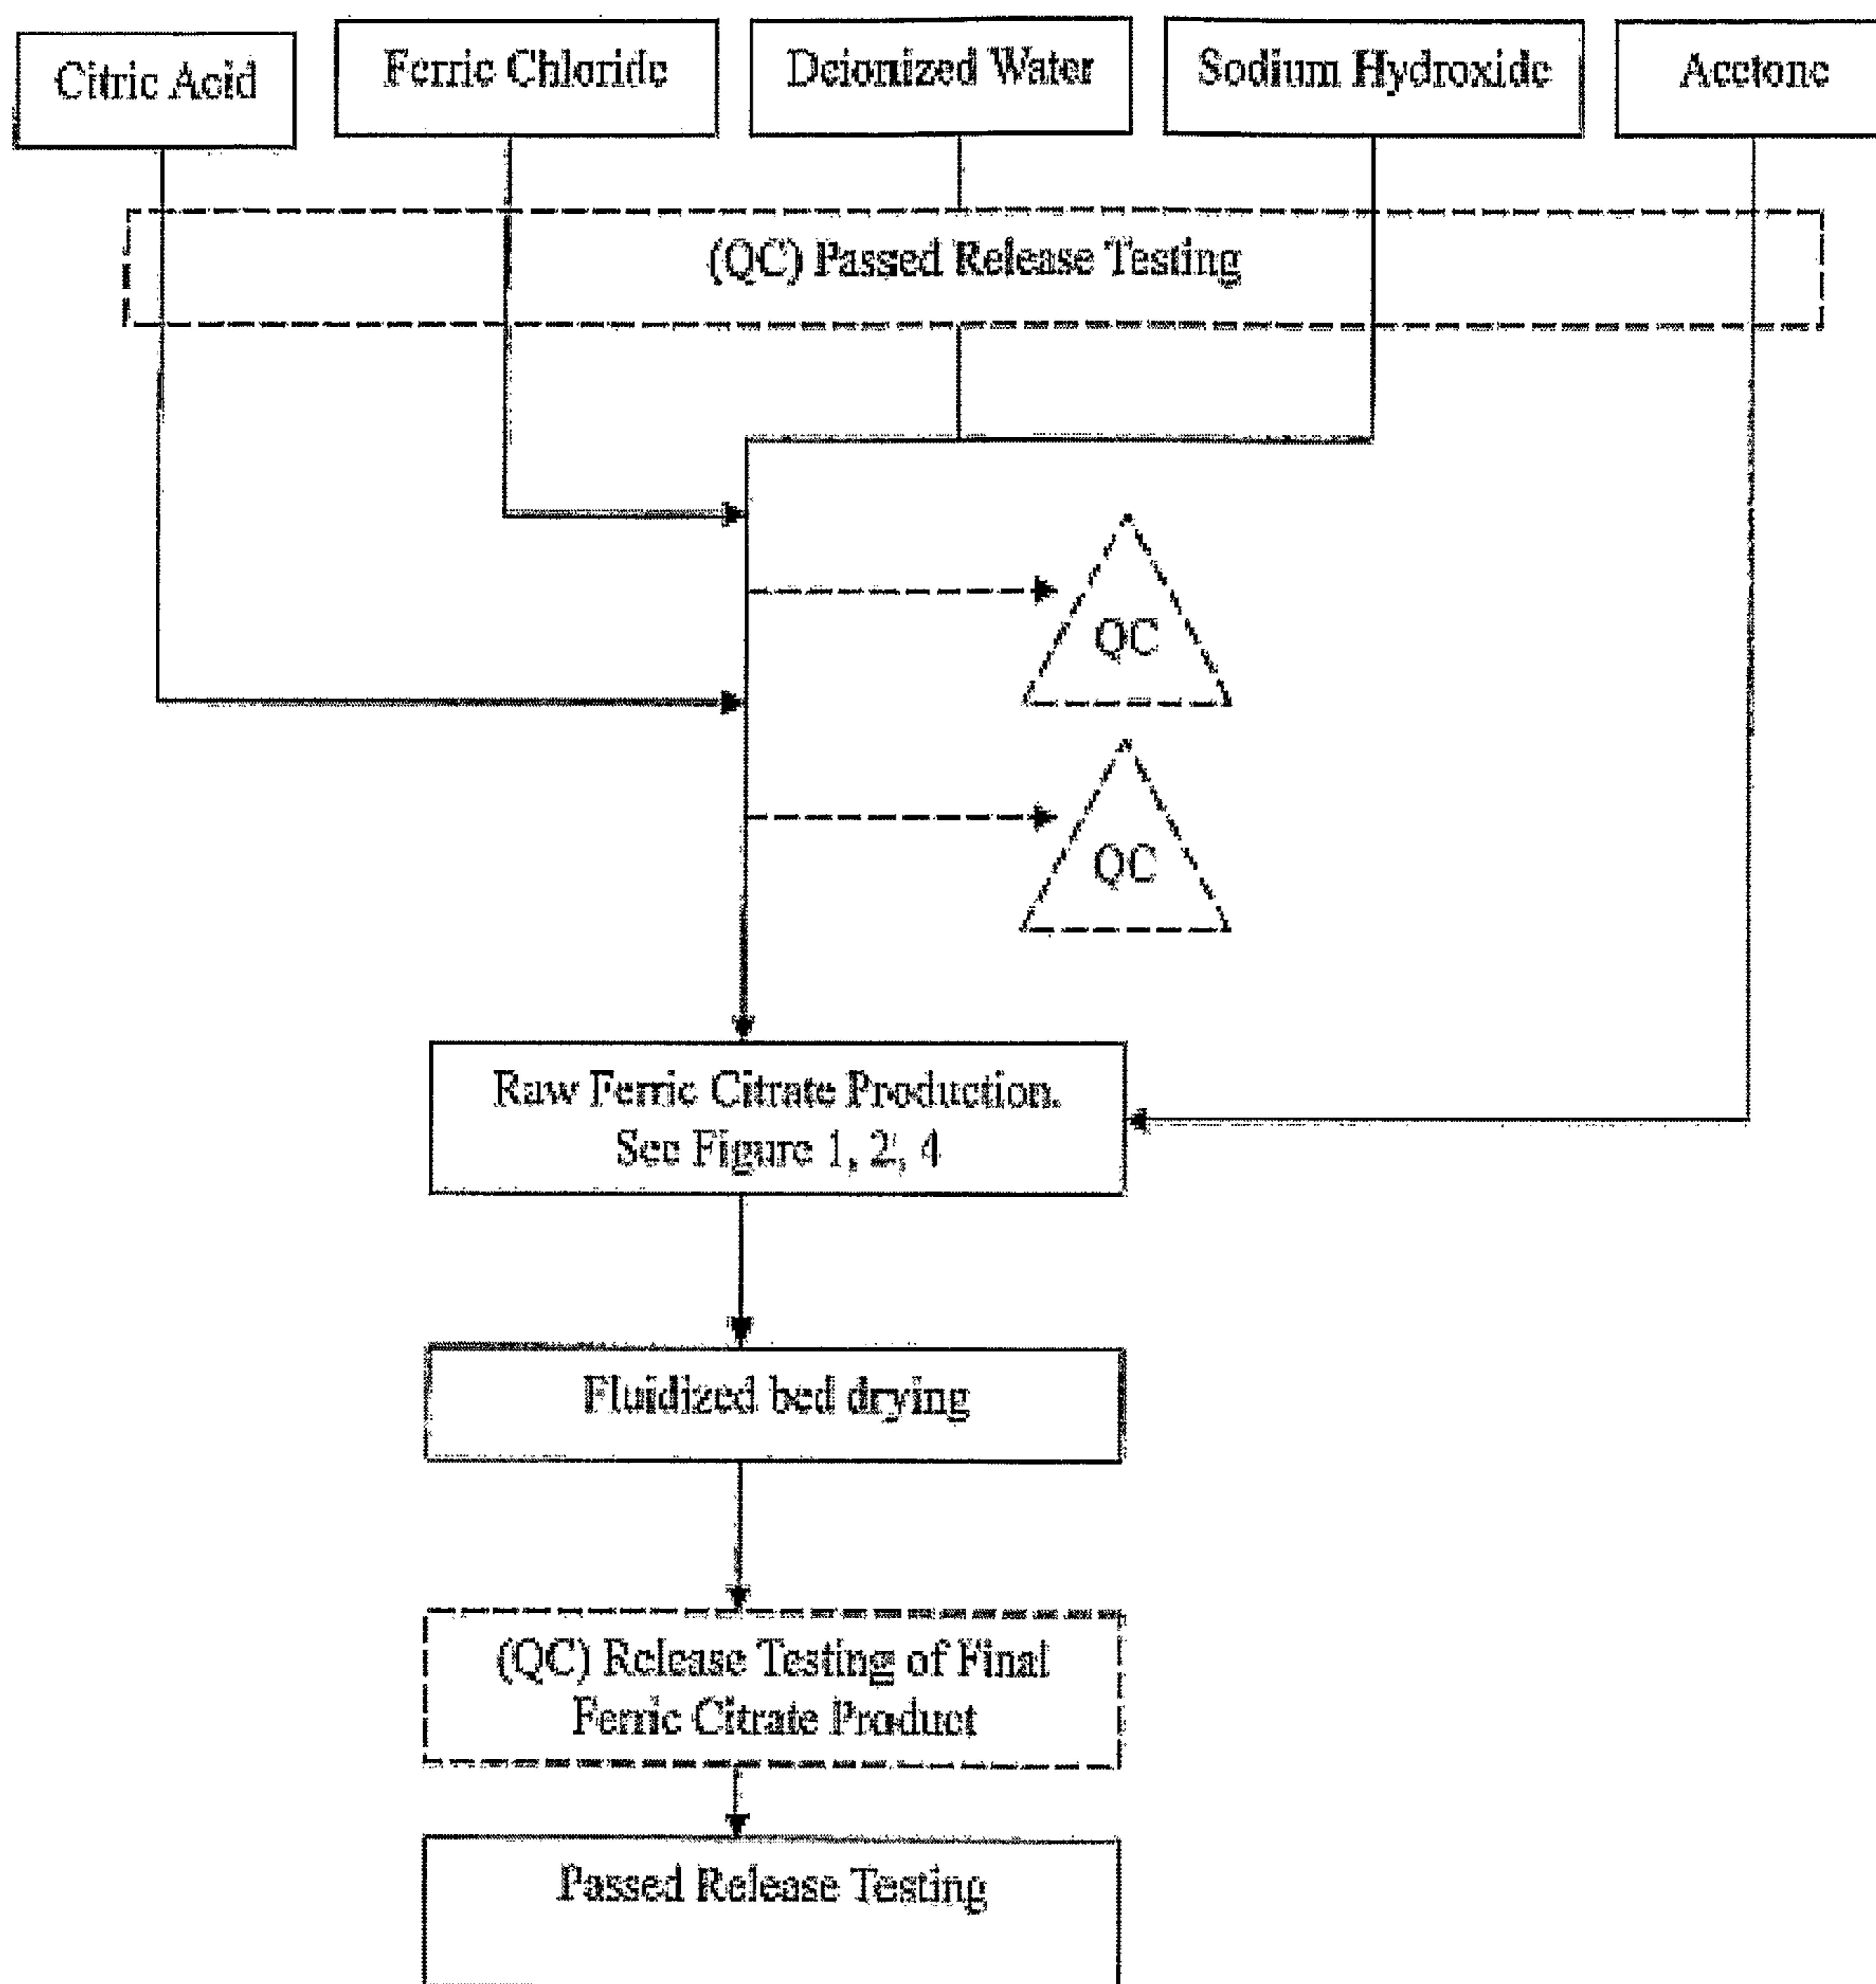 Citric Acid
Ferric Chloride
Deionized Water
Sodium Hydroxide
Acetone
(QC) Passed Release Testing
QC
QC
Raw Ferric Citrate Production.
See Figure 1, 2, 4
Fluidized bed drying
(QC) Release Testing of Final
Ferric Citrate Product
Passed Release Testing